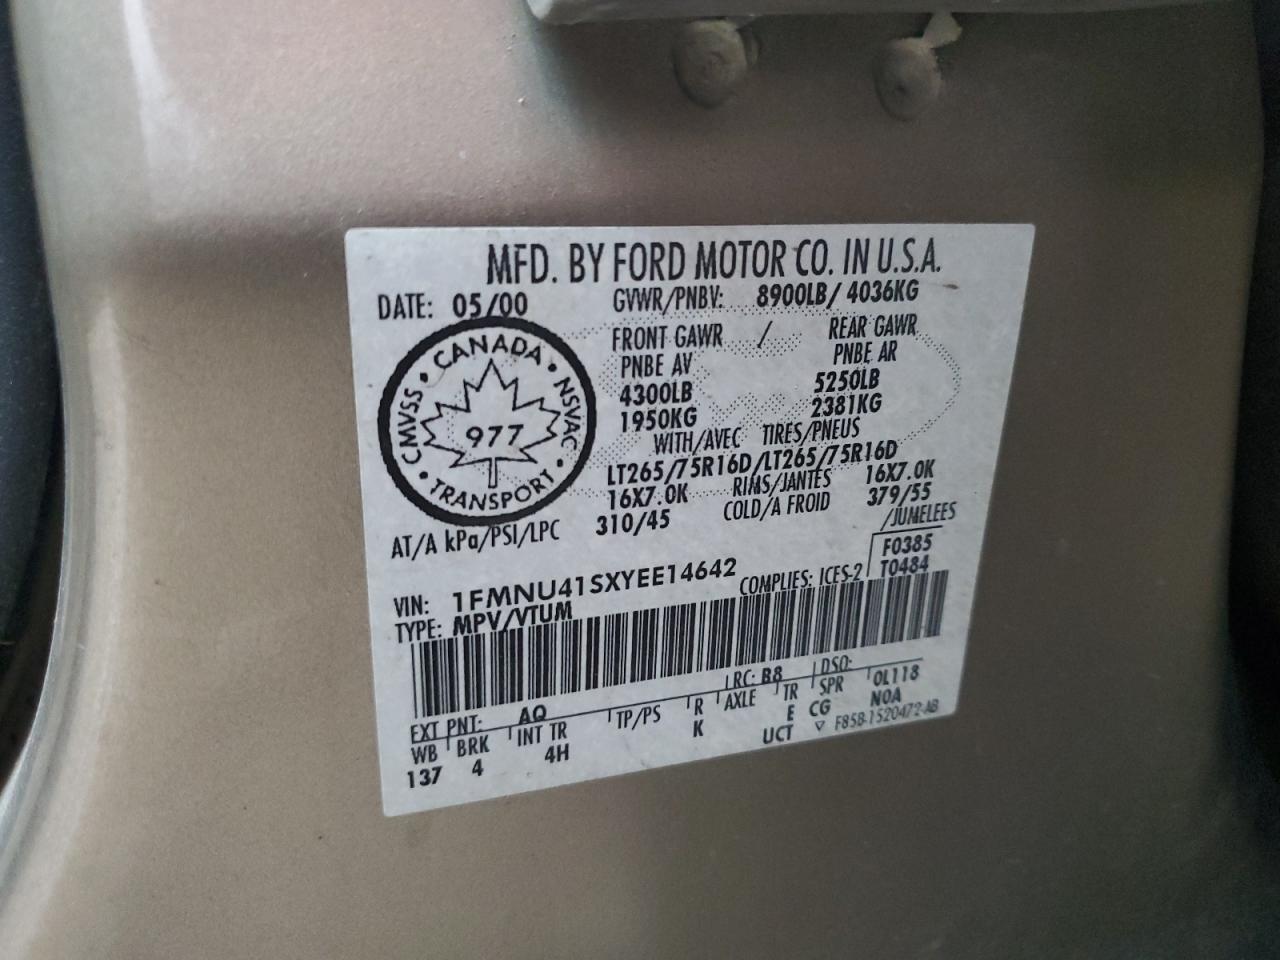 MFD. BY FORD MOTOR CO. IN U.S.A.
DATE: 05/00 GVWR/PNBV: 8900LB/ 4036KG
FRONT GAWR / REAR GAWR
PNBE AV PNBE AR
4300LB 5250LB
1950KG 2381KG
WITH/AVEC TIRES/PNEUS
LT265/75R16D/LT265/75R16D
16X7.0K RIMS/JANTES 16X7.0K
AT/A kPa/PSI/LPC 310/45 COLD/A FROID 379/55
/JUMELEES
CANADA • NSVAC • TRANSPORT • CMVSS •
977
F0385
VIN: 1FMNU41SXYEE14642 COMPLIES: ICES-2 T0484
TYPE: MPV/VTUM
EXT PNT: AQ RC: B8 DSO:
WB BRK INT TR TP/PS R AXLE TR SPR OL118
137 4 4H K E CG NOA
UCT ▽ F85B-1520472-AB